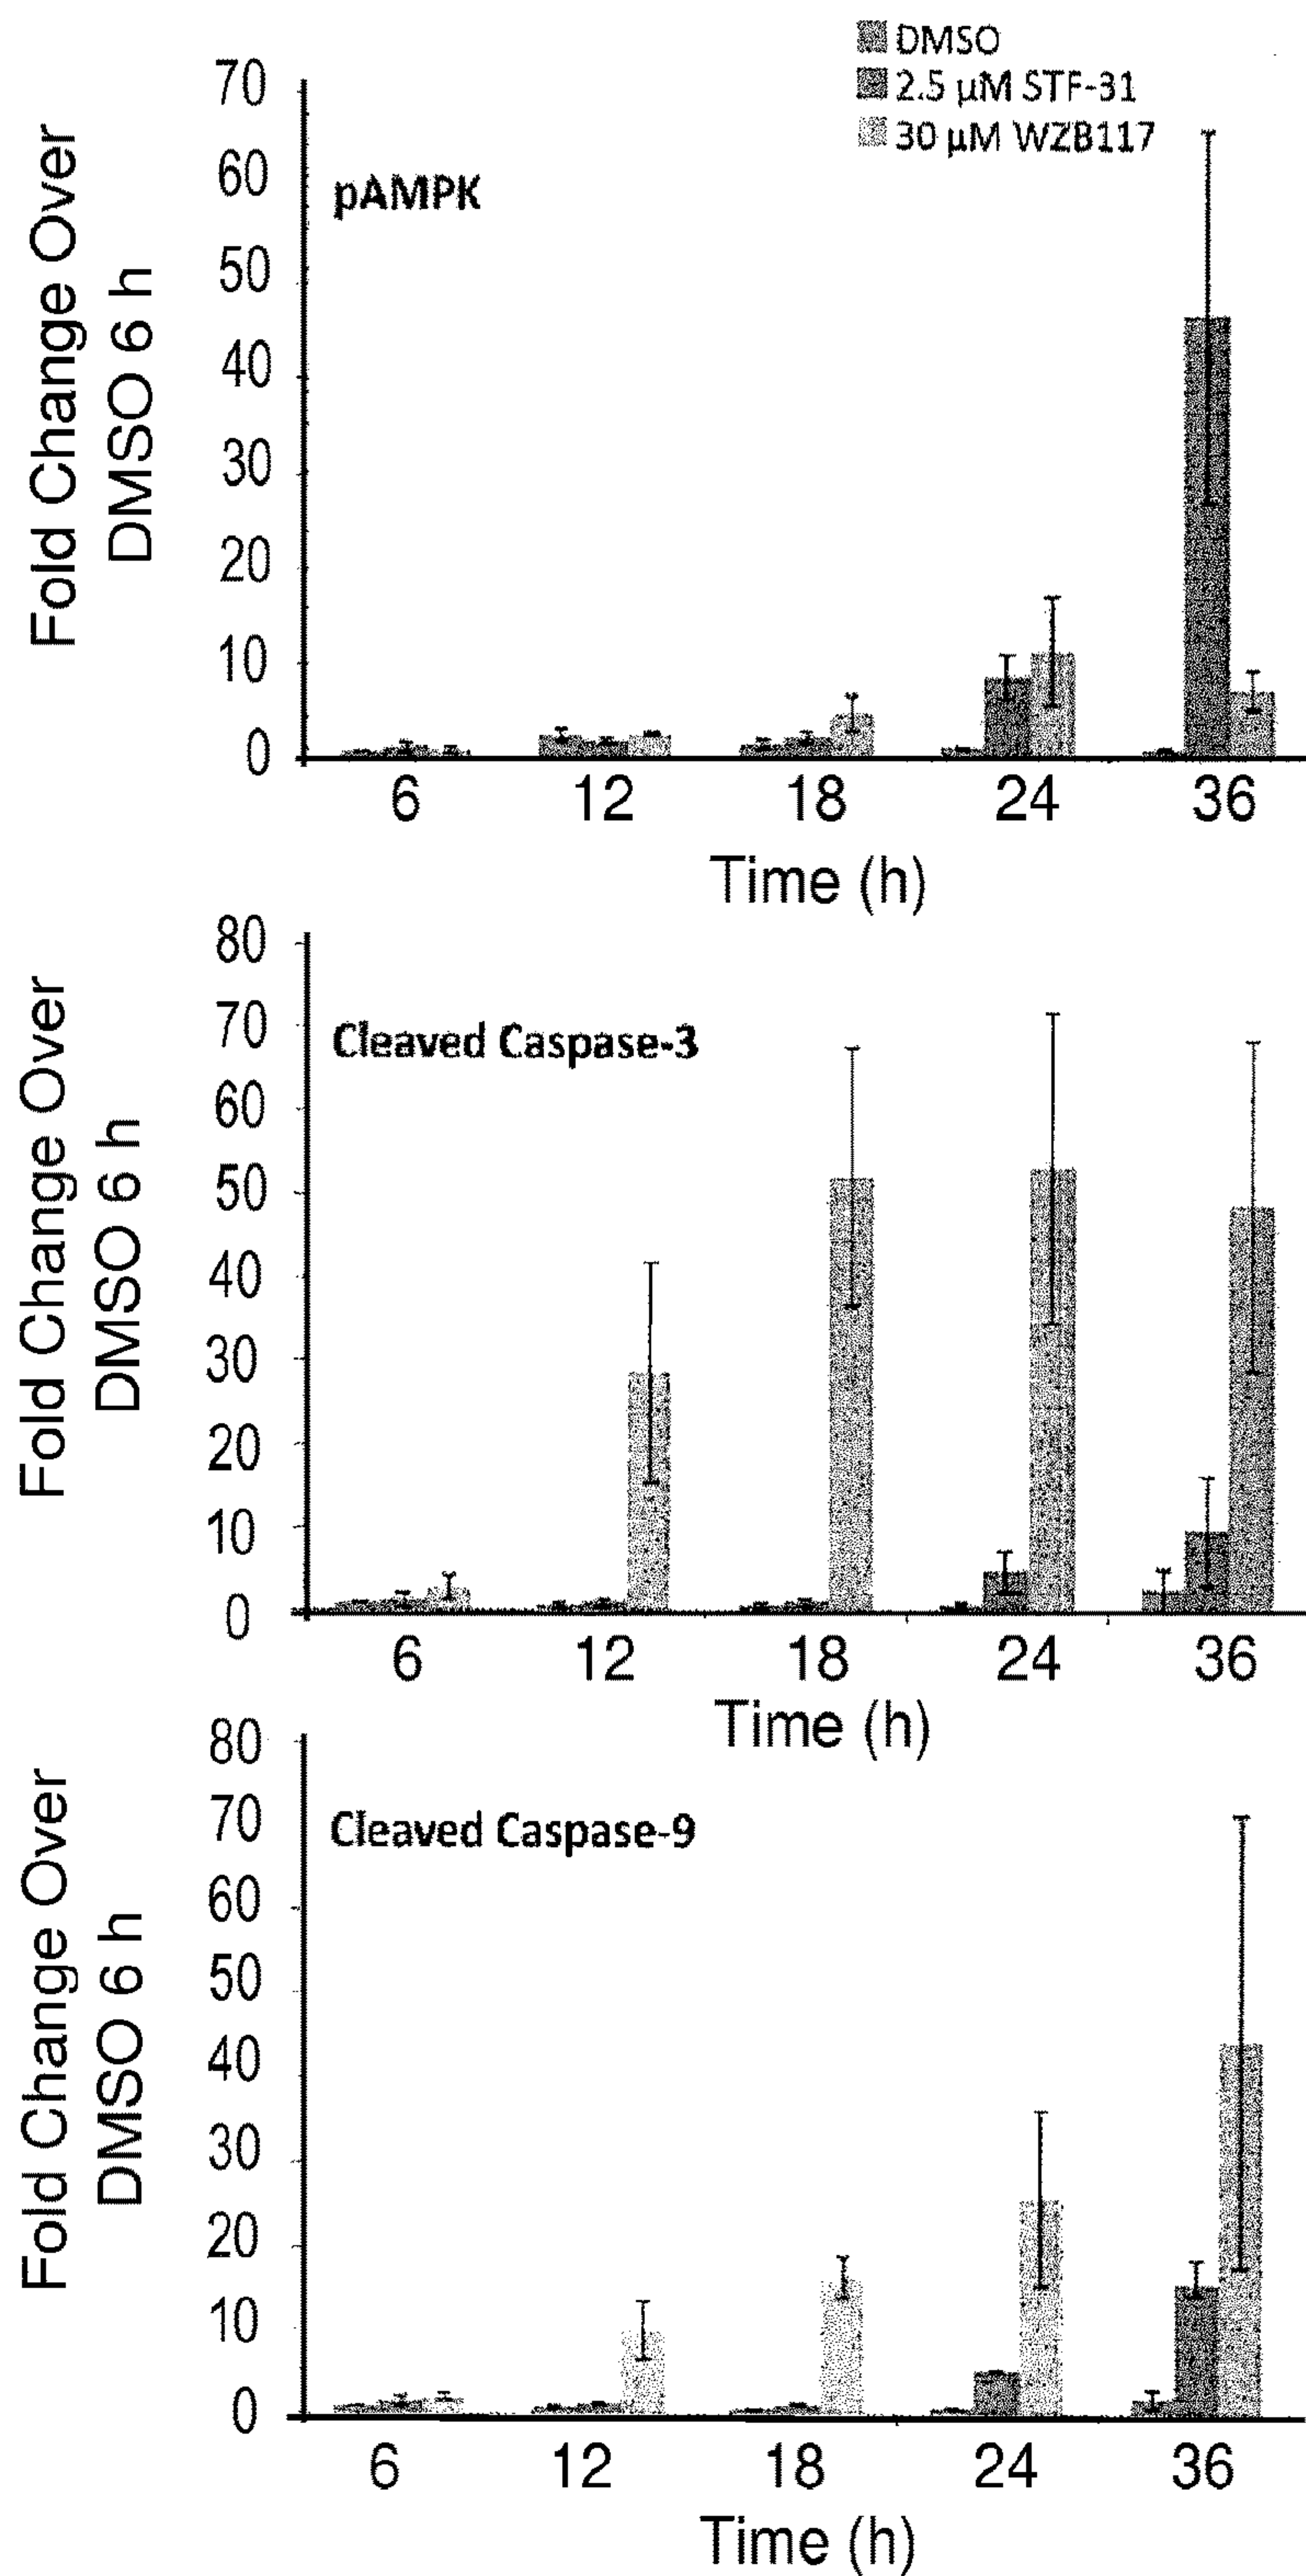 DMSO
2.5 µM STF-31
30 µM WZB117
Fold Change Over
DMSO 6 h
70
60
50
40
30
20
10
0
pAMPK
6 12 18 24 36
Time (h)
Fold Change Over
DMSO 6 h
80
70
60
50
40
30
20
10
0
Cleaved Caspase-3
6 12 18 24 36
Time (h)
Fold Change Over
DMSO 6 h
80
70
60
50
40
30
20
10
0
Cleaved Caspase-9
6 12 18 24 36
Time (h)